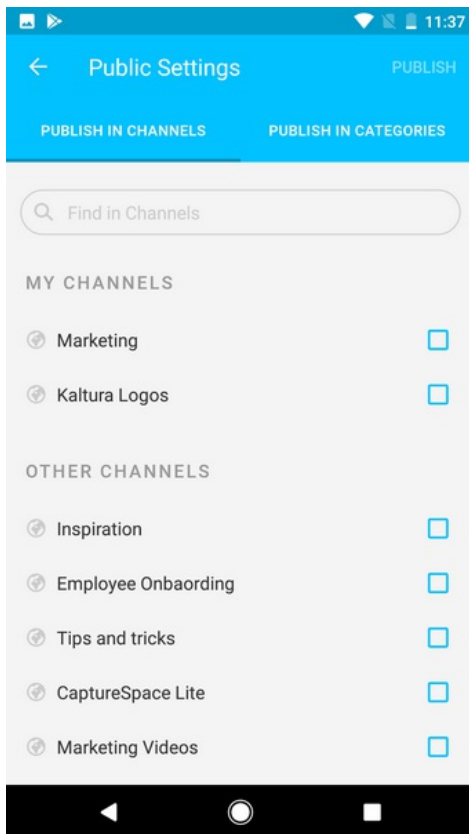 11:37
Public Settings PUBLISH
PUBLISH IN CHANNELS PUBLISH IN CATEGORIES
Find in Channels
MY CHANNELS
Marketing
Kaltura Logos
OTHER CHANNELS
Inspiration
Employee Onbaording
Tips and tricks
CaptureSpace Lite
Marketing Videos